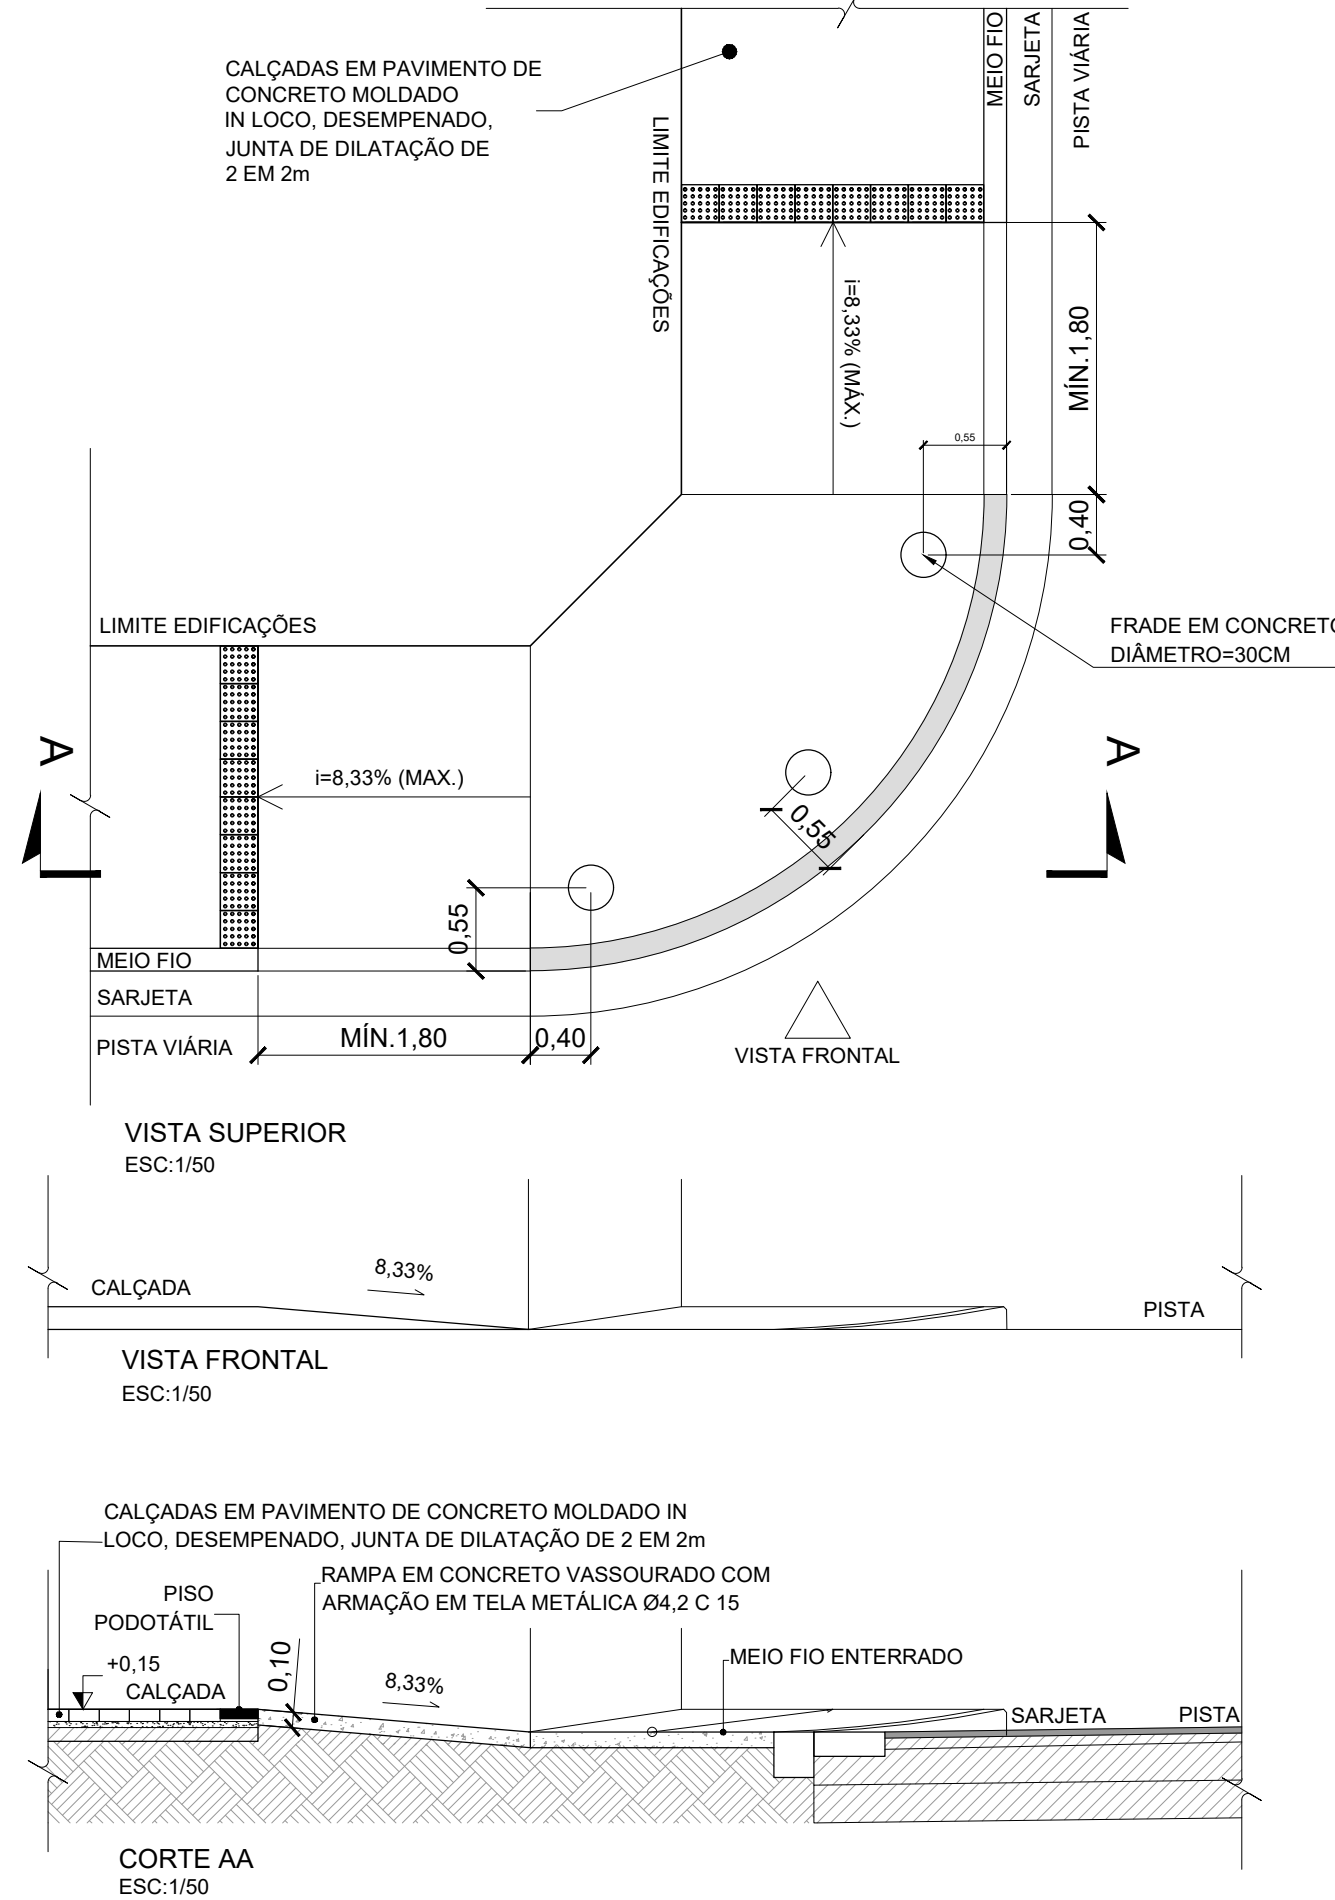 CALÇADAS EM PAVIMENTO DE
CONCRETO MOLDADO
IN LOCO, DESEMPENADO,
JUNTA DE DILATAÇÃO DE
2 EM 2m
LIMITE EDIFICAÇÕES
MEIO FIO
SARJETA
PISTA VIÁRIA
i=8,33% (MÁX.)
MÍN.1,80
0,55
0,40
FRADE EM CONCRETO
DIÂMETRO=30CM
LIMITE EDIFICAÇÕES
A
A
i=8,33% (MAX.)
0,55
0,55
MEIO FIO
SARJETA
PISTA VIÁRIA
MÍN.1,80
0,40
VISTA FRONTAL
VISTA SUPERIOR
ESC:1/50
CALÇADA
8,33%
PISTA
VISTA FRONTAL
ESC:1/50
CALÇADAS EM PAVIMENTO DE CONCRETO MOLDADO IN
LOCO, DESEMPENADO, JUNTA DE DILATAÇÃO DE 2 EM 2m
RAMPA EM CONCRETO VASSOURADO COM
ARMAÇÃO EM TELA METÁLICA Ø4,2 C 15
PISO
PODOTÁTIL
+0,15
CALÇADA
0,10
8,33%
MEIO FIO ENTERRADO
SARJETA
PISTA
CORTE AA
ESC:1/50